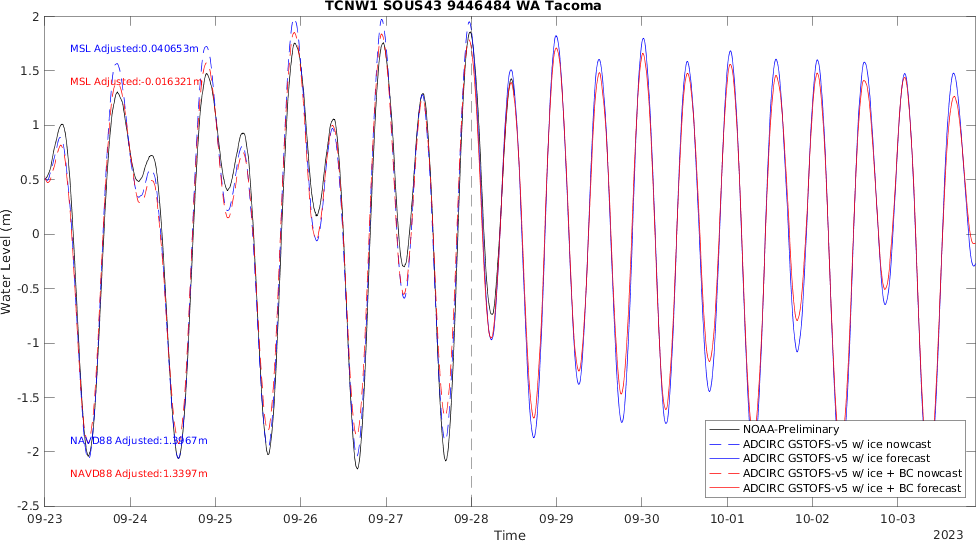 TCNW1 SOUS43 9446484 WA Tacoma
MSL Adjusted:0.040653m
MSL Adjusted:-0.016321m
NAVD88 Adjusted:1.3967m
NAVD88 Adjusted:1.3397m
Water Level (m)
2
1.5
1
0.5
0
-0.5
-1
-1.5
-2
-2.5
NOAA-Preliminary
ADCIRC GSTOFS-v5 w/ ice nowcast
ADCIRC GSTOFS-v5 w/ ice forecast
ADCIRC GSTOFS-v5 w/ ice + BC nowcast
ADCIRC GSTOFS-v5 w/ ice + BC forecast
09-23 09-24 09-25 09-26 09-27 09-28 09-29 09-30 10-01 10-02 10-03
Time
2023